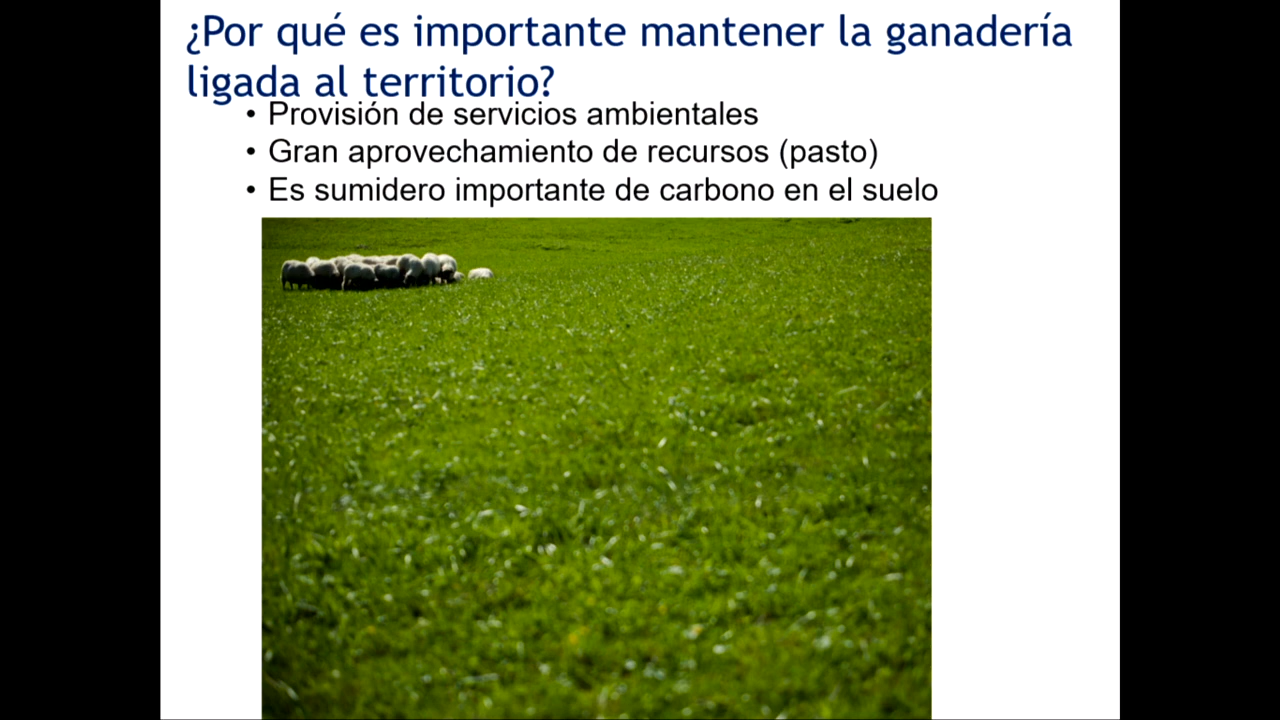 ¿Por qué es importante mantener la ganadería
ligada al territorio?
• Provisión de servicios ambientales
• Gran aprovechamiento de recursos (pasto)
• Es sumidero importante de carbono en el suelo